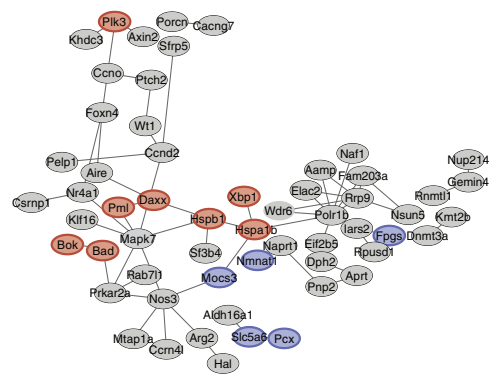 Plk3
Porcn
Cacng7
Khdc3
Axin2
Sfrp5
Ccno
Ptch2
Foxn4
Wt1
Pelp1
Ccnd2
Naf1
Nup214
Aire
Aamp
Fam203a
Gemin4
Csrnp1
Nr4a1
Daxx
Xbp1
Elac2
Rrp9
Rnmtl1
Pml
Wdr6
Polr1b
Nsun5
Kmt2b
Klf16
Hspb1
Hspa1b
Iars2
Fpgs
Dnmt3a
Mapk7
Bok
Bad
Sf3b4
Naprt1
Eif2b5
Rpusd1
Nmnat1
Dph2
Rab7l1
Mocs3
Aprt
Prkar2a
Nos3
Pnp2
Aldh16a1
Mtap1a
Ccrn4l
Arg2
Slc5a6
Pcx
Hal